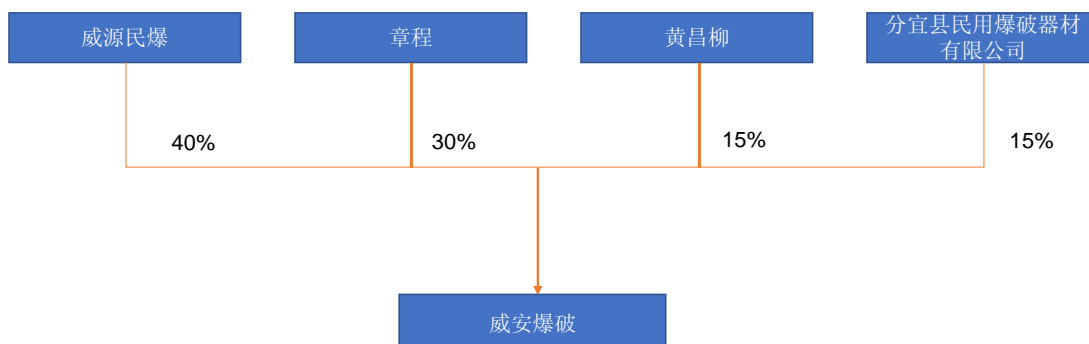 威源民爆
章程
黄昌柳
分宜县民用爆破器材
有限公司
40%
30%
15%
15%
威安爆破